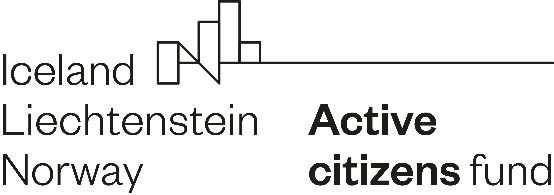 Iceland
Liechtenstein
Norway
Active
citizens fund